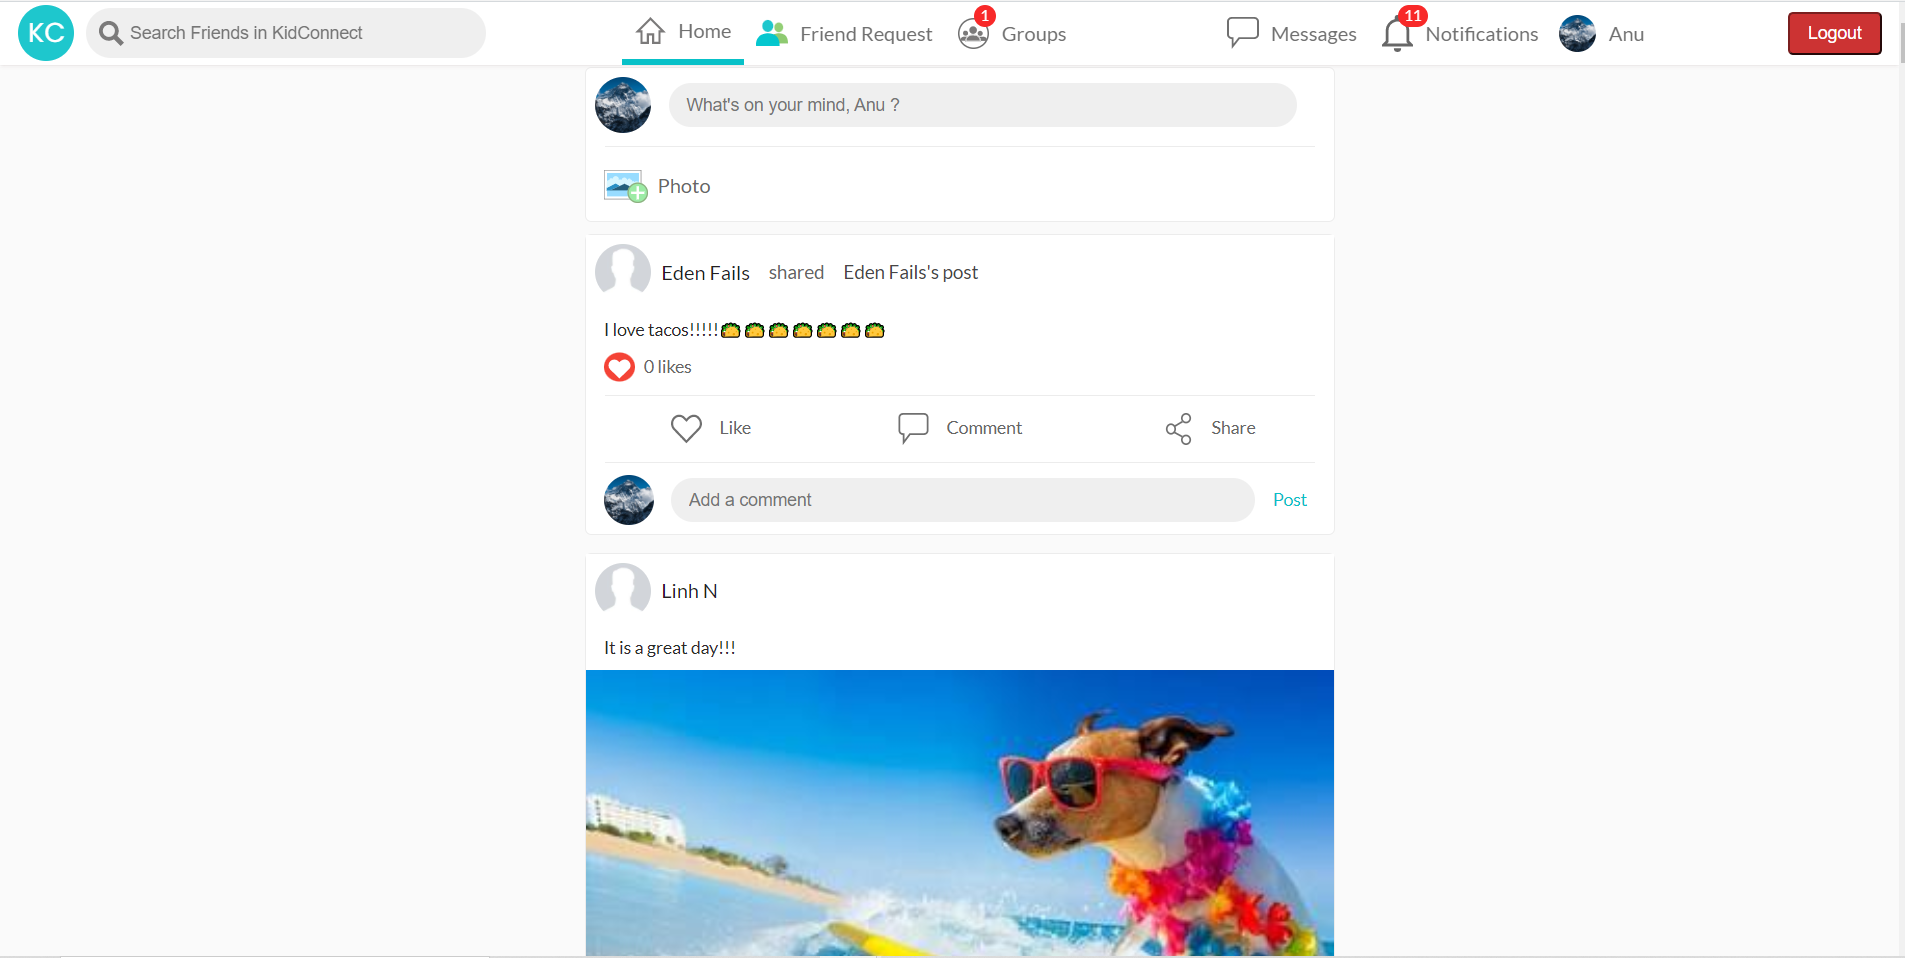 KC Search Friends in KidConnect Home Friend Request 1 Groups Messages 11 Notifications Anu Logout
What's on your mind, Anu ?
Photo
Eden Fails shared Eden Fails's post
I love tacos!!!!!🌮🌮🌮🌮🌮🌮🌮
0 likes
Like Comment Share
Add a comment Post
Linh N
It is a great day!!!